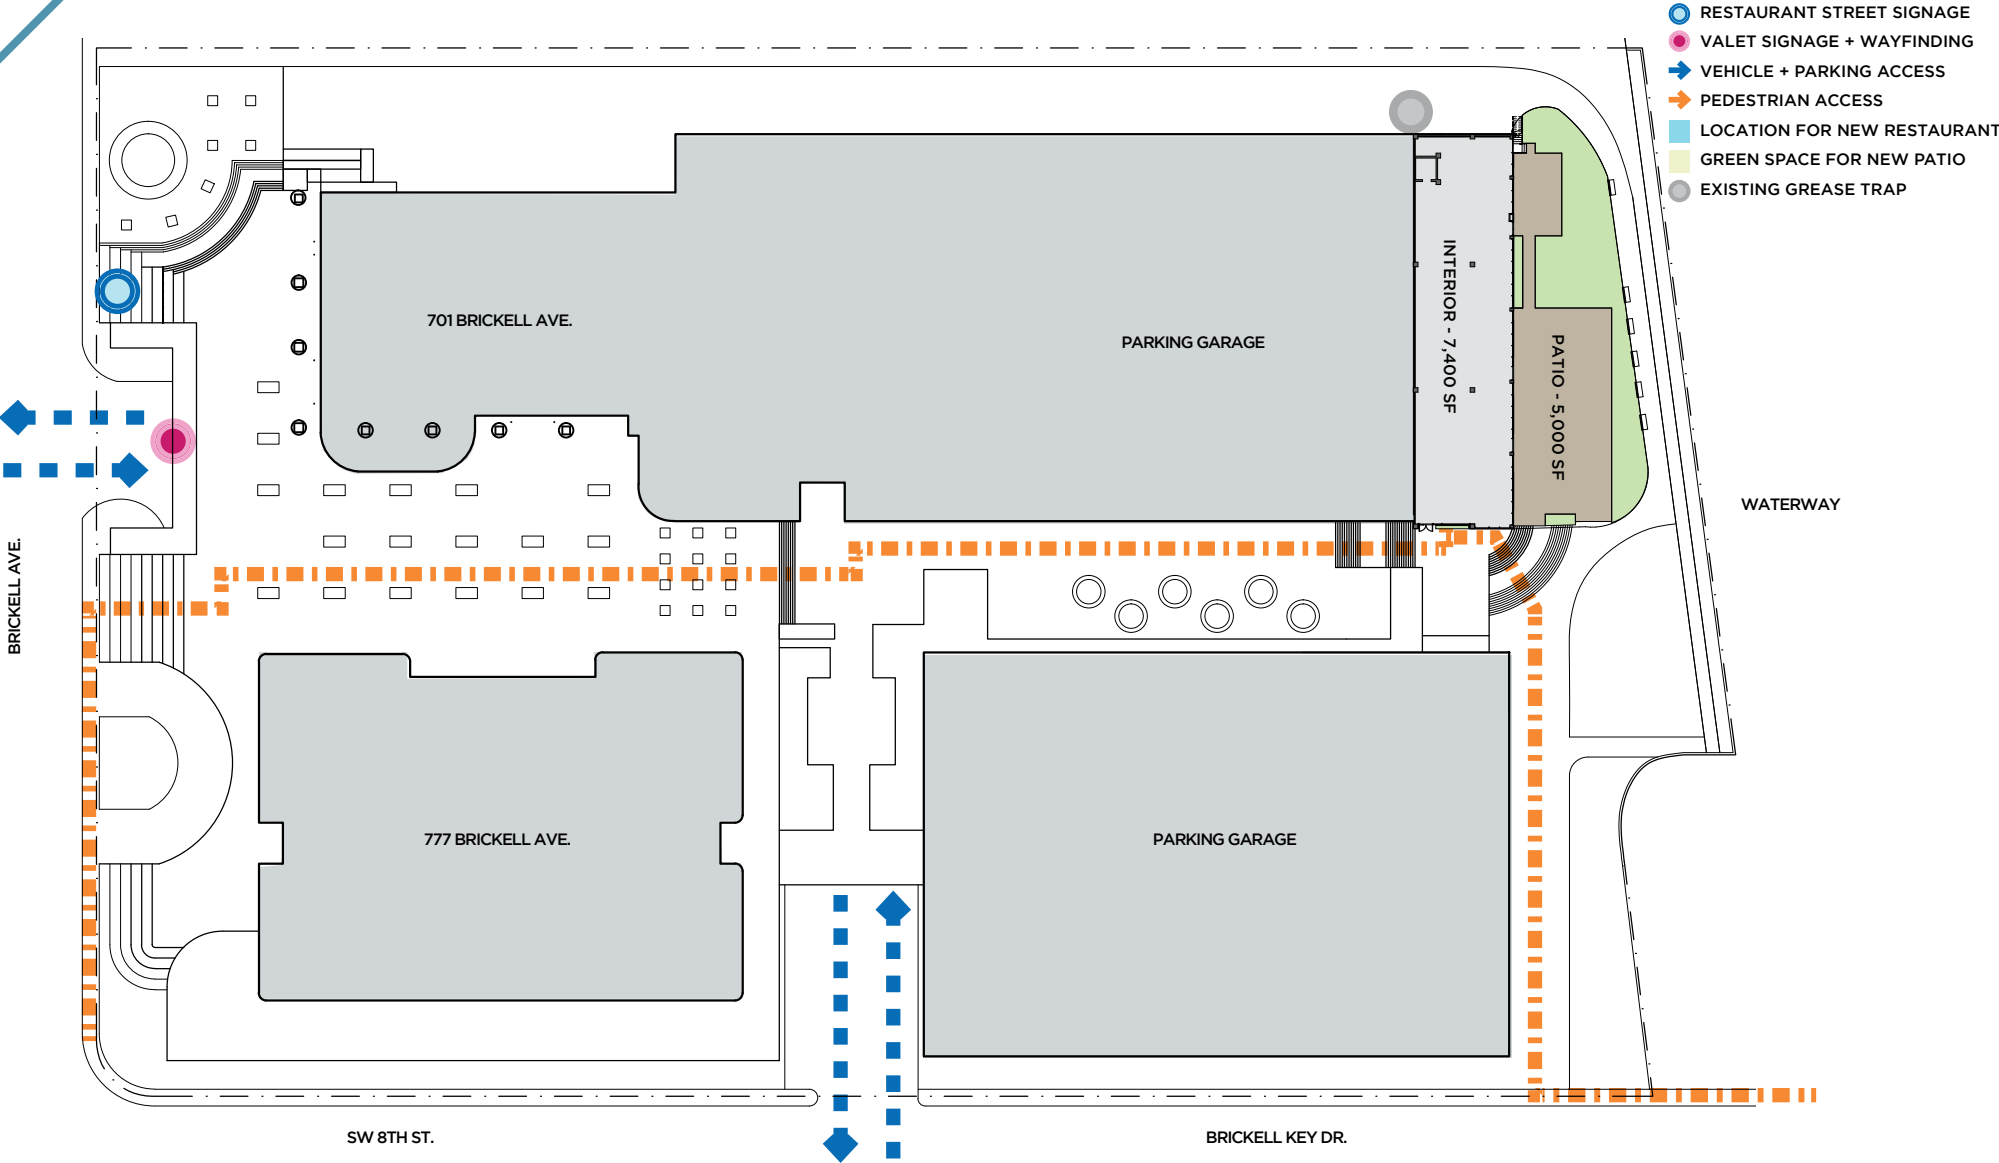 RESTAURANT STREET SIGNAGE
VALET SIGNAGE + WAYFINDING
VEHICLE + PARKING ACCESS
PEDESTRIAN ACCESS
LOCATION FOR NEW RESTAURANT
GREEN SPACE FOR NEW PATIO
EXISTING GREASE TRAP
701 BRICKELL AVE.
PARKING GARAGE
INTERIOR - 7,400 SF
PATIO - 5,000 SF
WATERWAY
BRICKELL AVE.
777 BRICKELL AVE.
PARKING GARAGE
SW 8TH ST.
BRICKELL KEY DR.